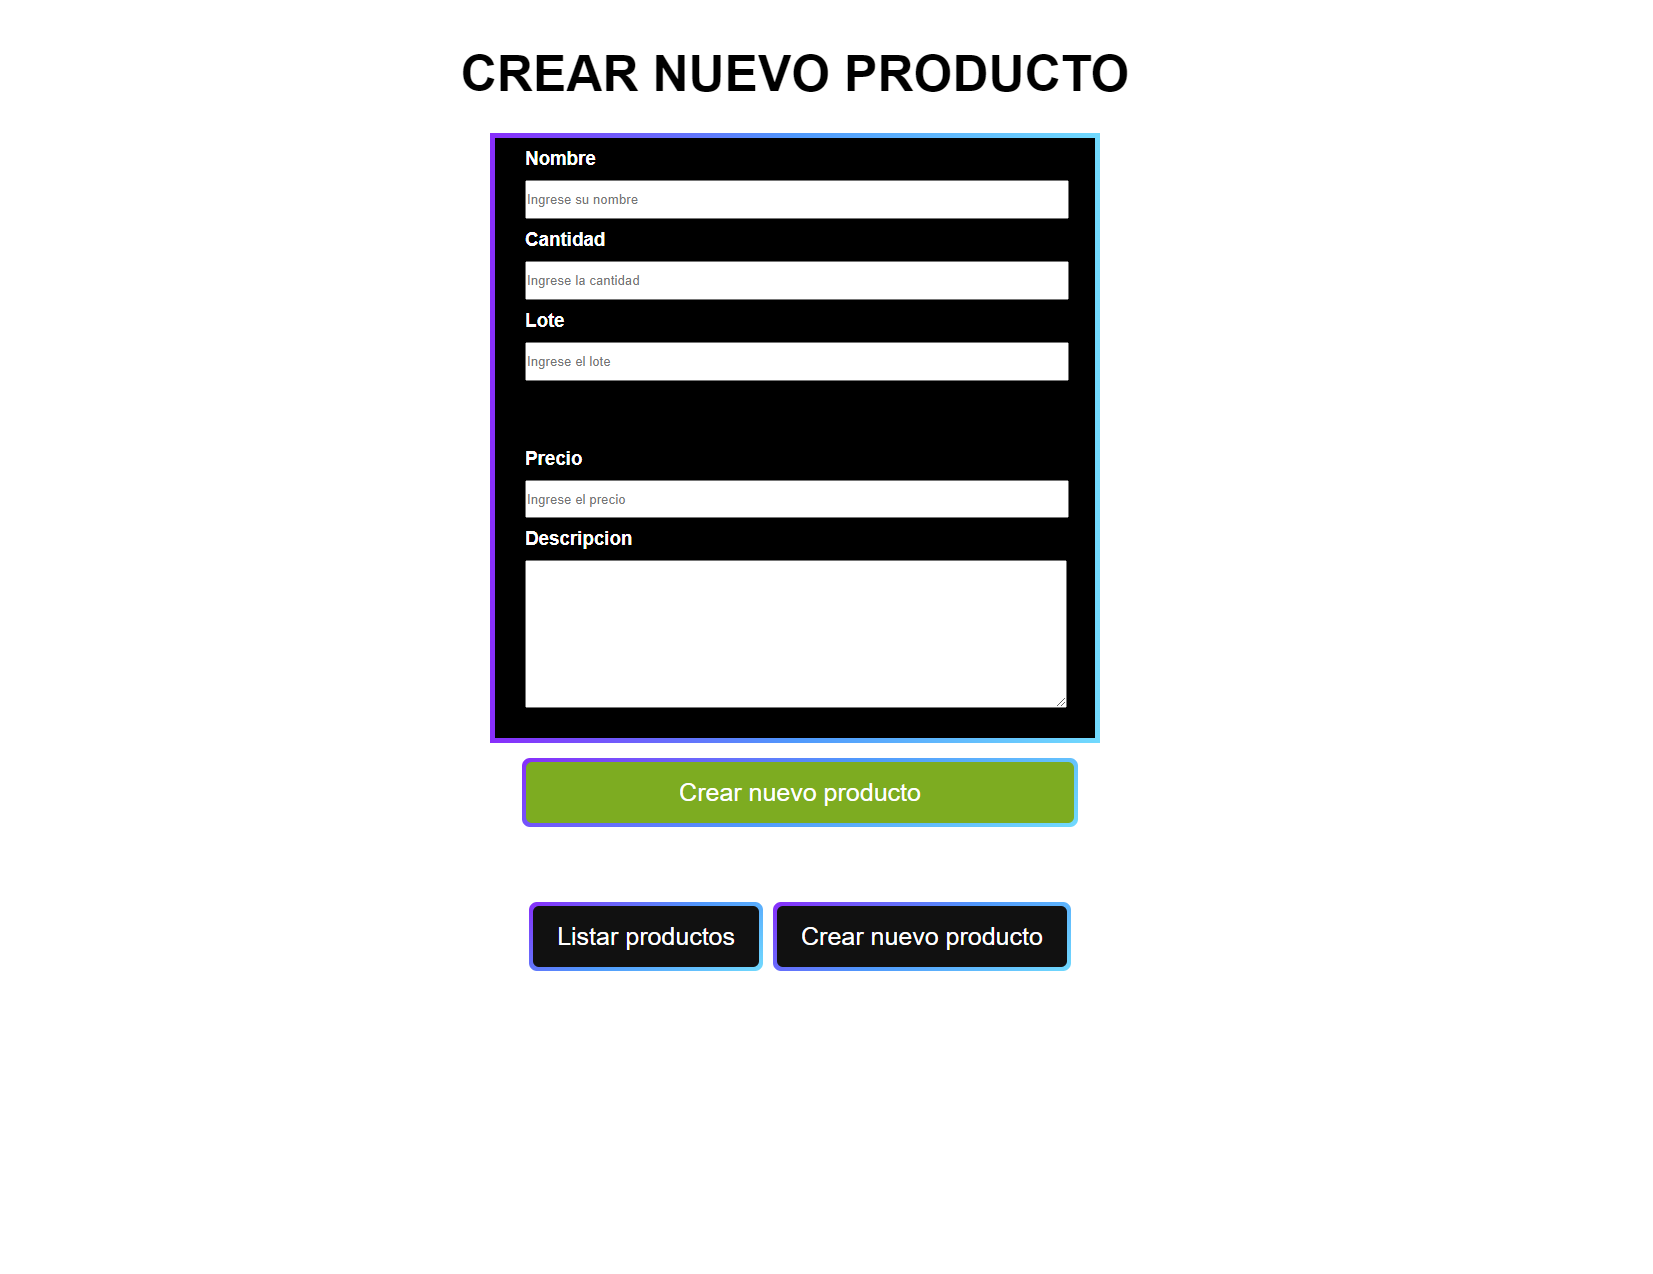 CREAR NUEVO PRODUCTO
Nombre
Ingrese su nombre
Cantidad
Ingrese la cantidad
Lote
Ingrese el lote
Precio
Ingrese el precio
Descripcion
Crear nuevo producto
Listar productos Crear nuevo producto